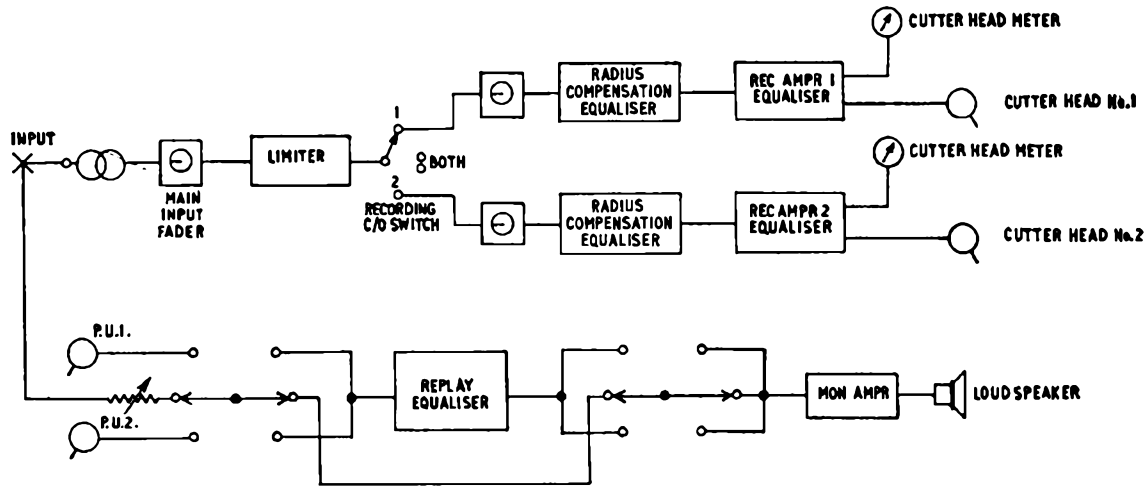 CUTTER HEAD METER
RADIUS
COMPENSATION
EQUALISER
REC AMPR 1
EQUALISER
CUTTER HEAD No.1
1
INPUT
LIMITER
BOTH
MAIN
INPUT
FADER
2
RECORDING
C/O SWITCH
CUTTER HEAD METER
RADIUS
COMPENSATION
EQUALISER
REC AMPR 2
EQUALISER
CUTTER HEAD No.2
P.U.1.
P.U.2.
REPLAY
EQUALISER
MON AMPR
LOUD SPEAKER